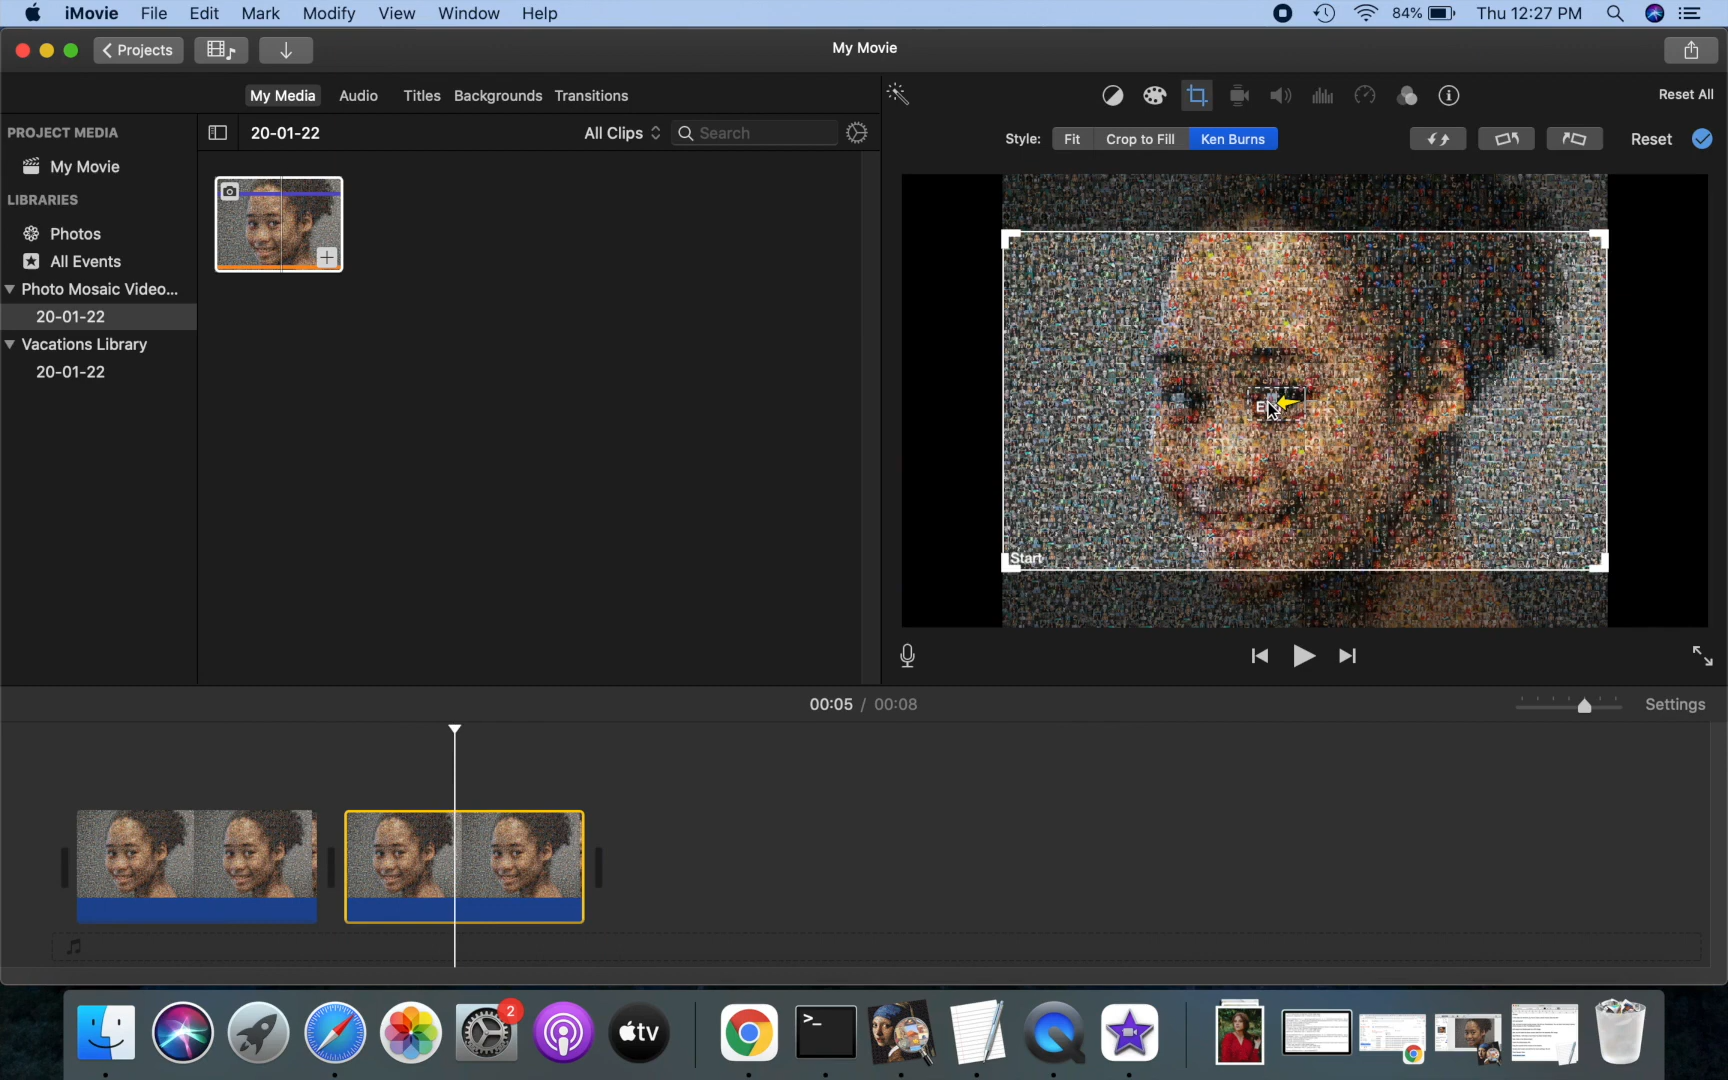 iMovie File Edit Mark Modify View Window Help 84% Thu 12:27 PM
Projects My Movie
My Media Audio Titles Backgrounds Transitions Reset All
PROJECT MEDIA 20-01-22 All Clips Search Style: Fit Crop to Fill Ken Burns Reset
My Movie
LIBRARIES
Photos
All Events
Photo Mosaic Video...
20-01-22
Vacations Library
20-01-22
Start
00:05 / 00:08 Settings
2
tv
>_